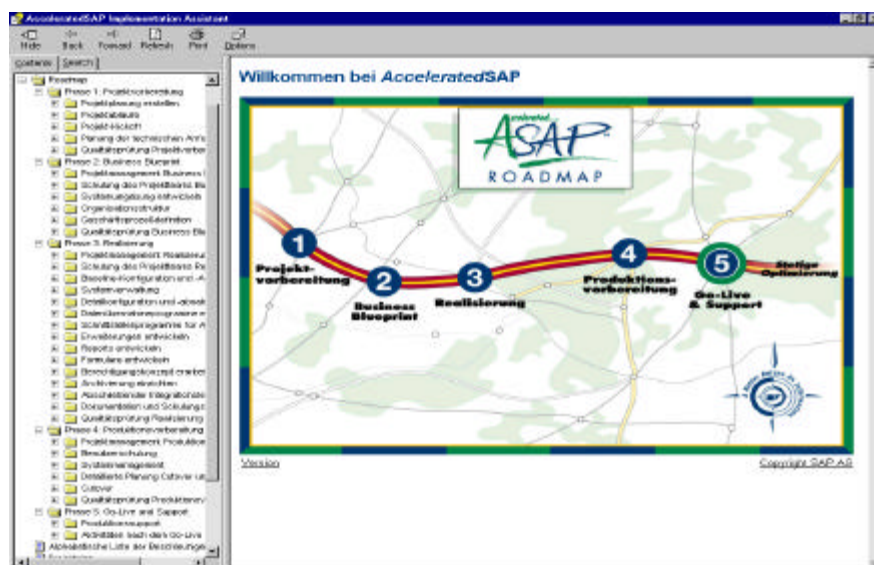 AcceleratedSAP Implementation Assistant
Hide Back Forward Refresh Print Options
Contents Search
Roadmap
Phase 1: Projektvorbereitung
Projektplanung erstellen
Projektabläufe
Projekt-Kickoff
Planung der technischen Anfo
Qualitätsprüfung Projektvorber
Phase 2: Business Blueprint
Projektmanagement Business
Schulung des Projektteams Bu
Systemumgebung entwickeln
Organisationsstruktur
Geschäftsprozeßdefinition
Qualitätsprüfung Business Blu
Phase 3: Realisierung
Projektmanagement Realisieru
Schulung des Projektteams Re
Baseline-Konfiguration und -A
Systemverwaltung
Detailkonfiguration und -abnah
Datenübernahmeprogramme e
Schnittstellenprogramme für A
Erweiterungen entwickeln
Reports entwickeln
Formulare entwickeln
Berechtigungskonzept erarbei
Archivierung einrichten
Abschließender Integrationste
Dokumentation und Schulungs
Qualitätsprüfung Realisierung
Phase 4: Produktionsvorbereitung
Projektmanagement Produktion
Benutzerschulung
Systemmanagement
Detaillierte Planung Cutover un
Cutover
Qualitätsprüfung Produktionsv
Phase 5: Go-Live and Support
Produktionssupport
Aktivitäten nach dem Go-Live
Alphabetische Liste der Beschleuniger
Willkommen bei AcceleratedSAP
Accelerated
ASAP
ROADMAP
1
Projekt-
vorbereitung
2
Business
Blueprint
3
Realisierung
4
Produktions-
vorbereitung
5
Go-Live
& Support
Stetige
Optimierung
Version
Copyright SAP AG